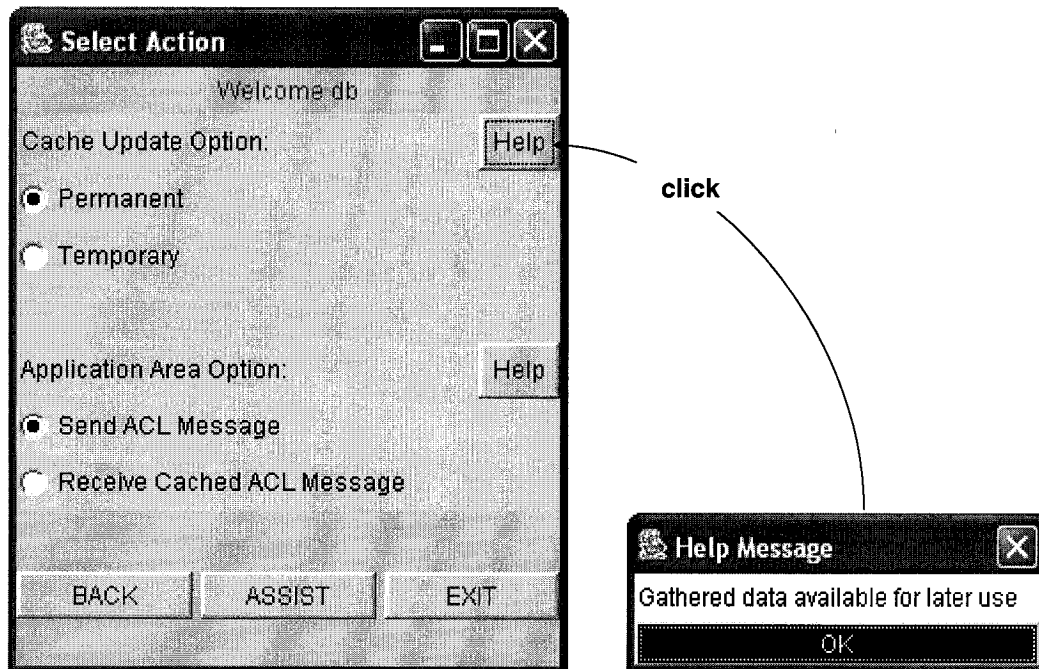 Select Action
Welcome db
Cache Update Option:
Help
Permanent
Temporary
Application Area Option:
Help
Send ACL Message
Receive Cached ACL Message
BACK
ASSIST
EXIT
click
Help Message
Gathered data available for later use
OK